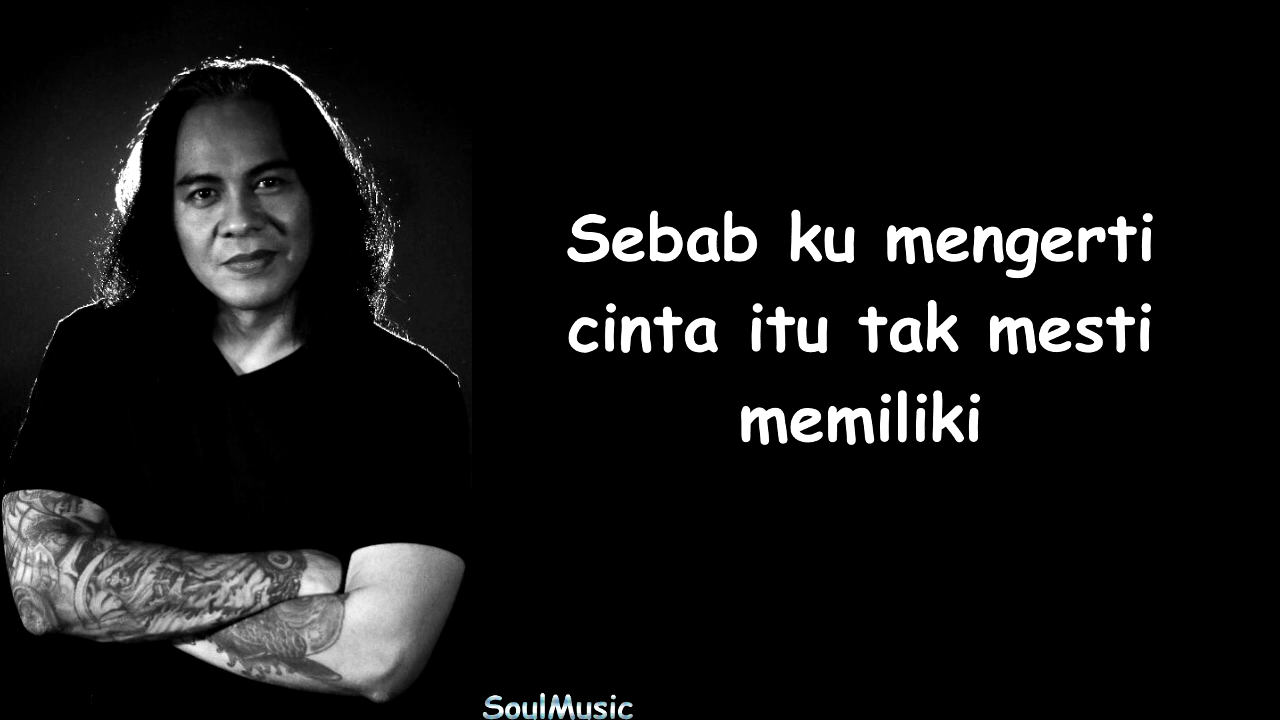 Sebab ku mengerti
cinta itu tak mesti
memiliki
SoulMusic